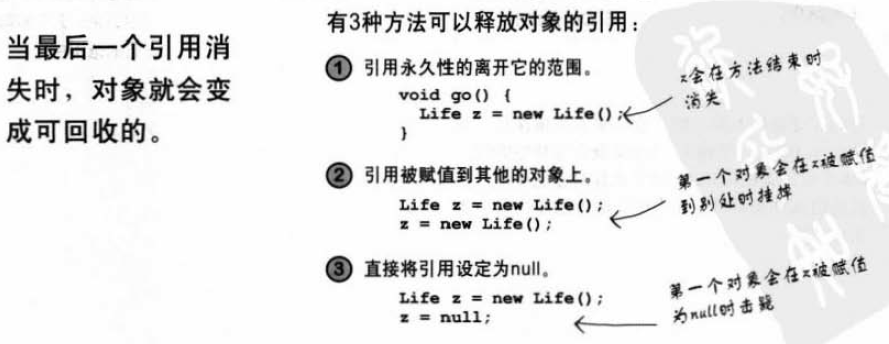 当最后一个引用消
失时，对象就会变
成可回收的。
有3种方法可以释放对象的引用：
① 引用永久性的离开它的范围。
void go() {
Life z = new Life();
}
z会在方法结束时
消失
② 引用被赋值到其他的对象上。
Life z = new Life();
z = new Life();
第一个对象会在z被赋值
到别处时挂掉
③ 直接将引用设定为null。
Life z = new Life();
z = null;
第一个对象会在z被赋值
为null时击毙